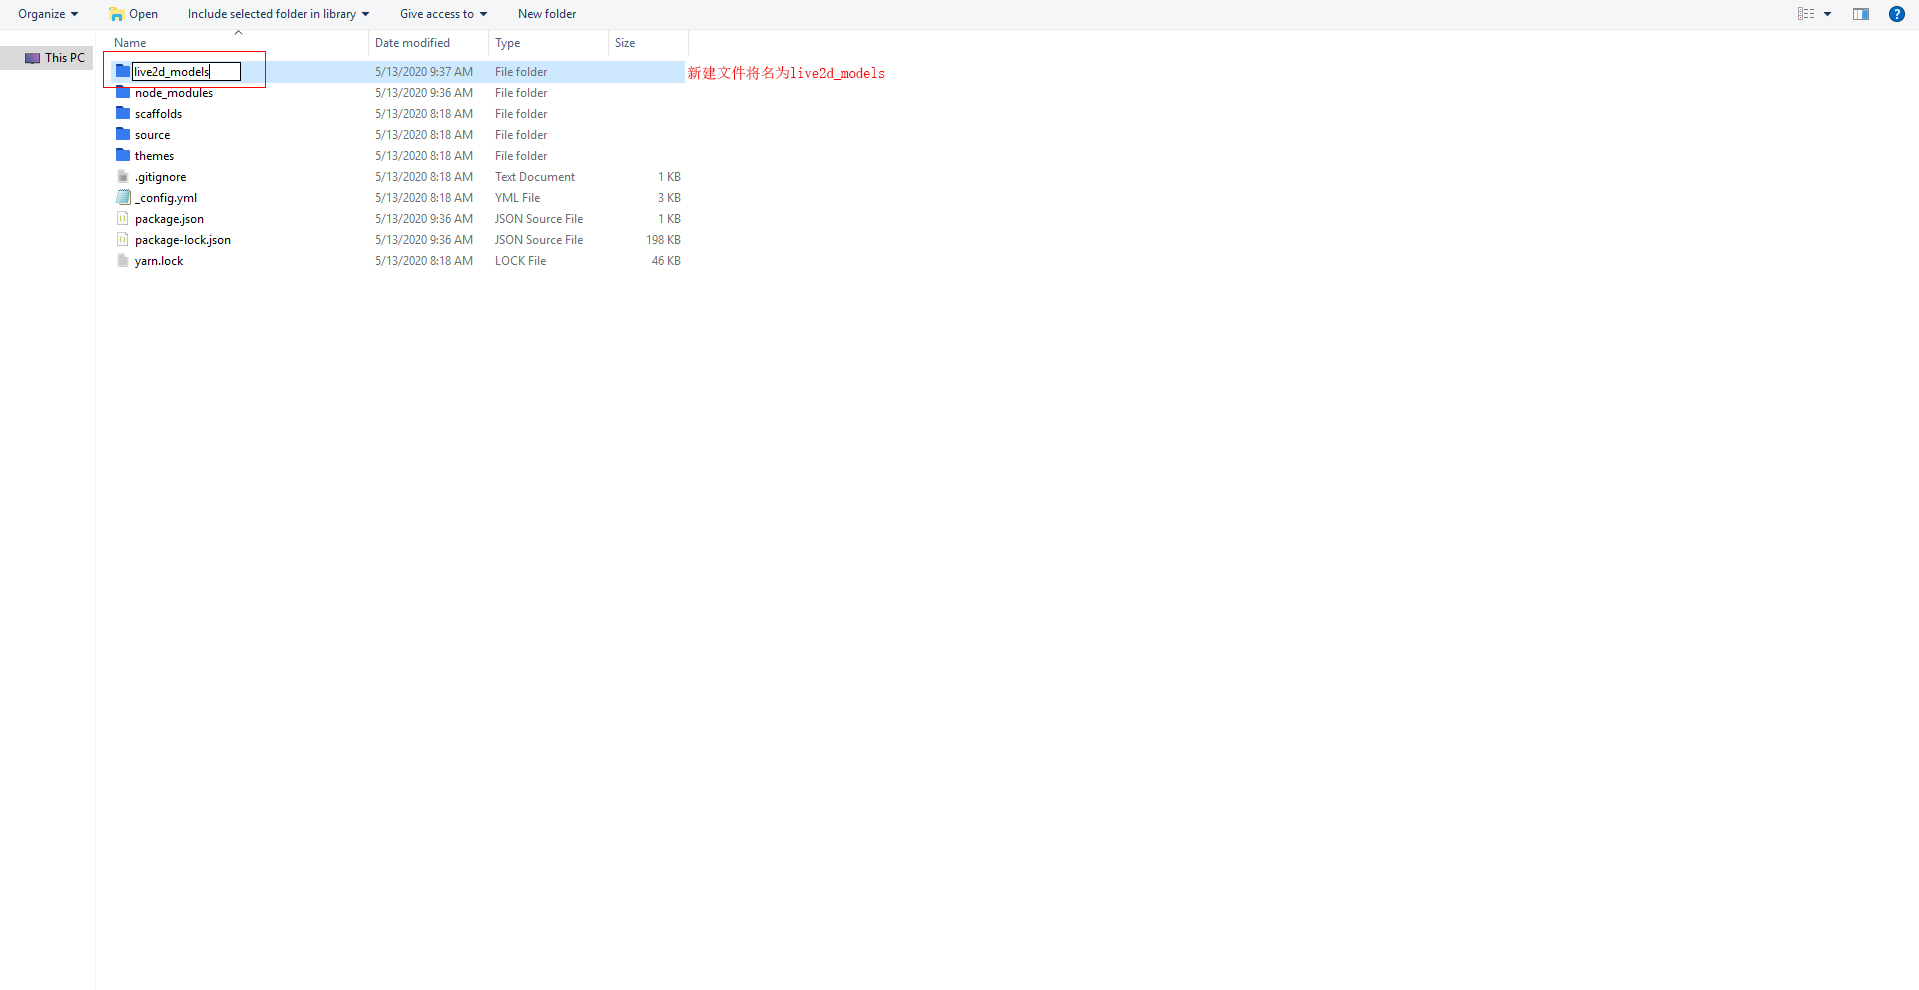 Organize Open Include selected folder in library Give access to New folder
This PC
Name Date modified Type Size
live2d_models 5/13/2020 9:37 AM File folder 新建文件将名为live2d_models
node_modules 5/13/2020 9:36 AM File folder
scaffolds 5/13/2020 8:18 AM File folder
source 5/13/2020 8:18 AM File folder
themes 5/13/2020 8:18 AM File folder
.gitignore 5/13/2020 8:18 AM Text Document 1 KB
_config.yml 5/13/2020 8:18 AM YML File 3 KB
package.json 5/13/2020 9:36 AM JSON Source File 1 KB
package-lock.json 5/13/2020 9:36 AM JSON Source File 198 KB
yarn.lock 5/13/2020 8:18 AM LOCK File 46 KB